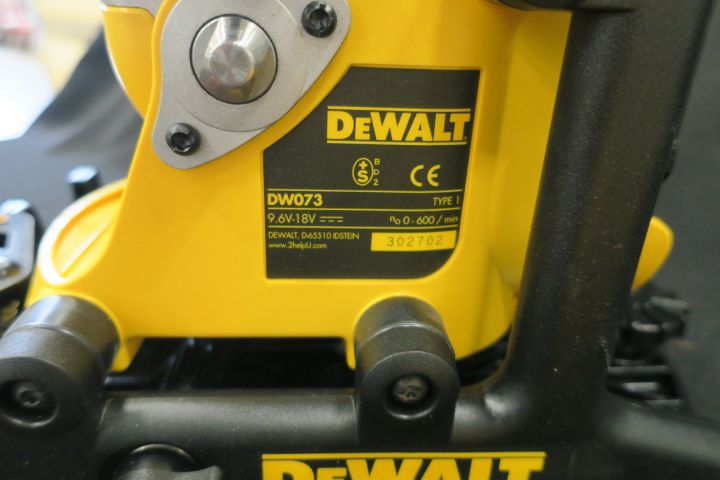 DEWALT
+S
B
D
2
CE
DW073 TYPE 1
9.6V-18V n₀ 0 - 600 / min
DEWALT, D-65510 IDSTEIN
www.2helpU.com
302702
DEWALT